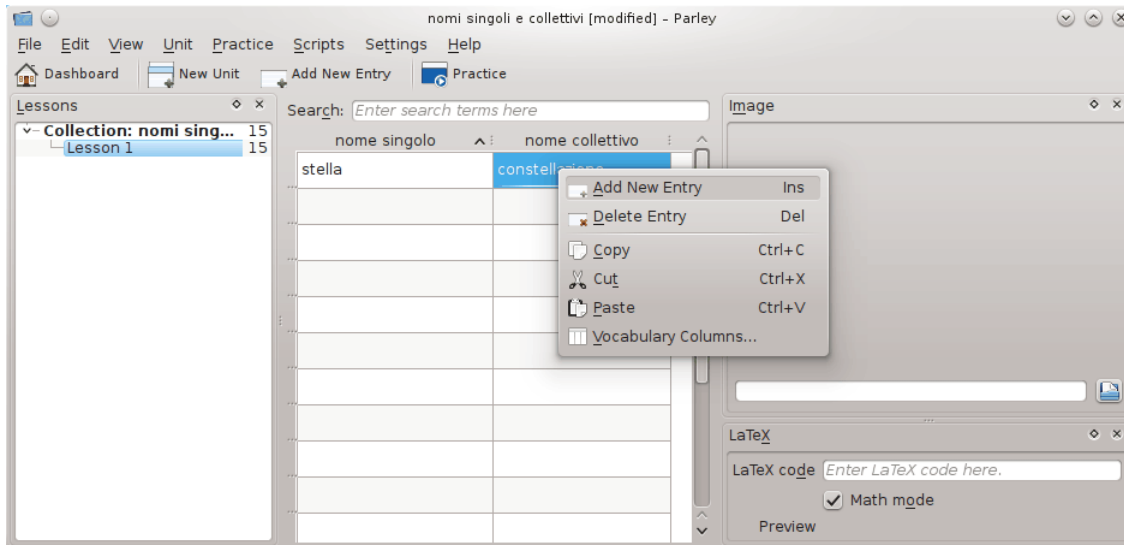 nomi singoli e collettivi [modified] – Parley
File Edit View Unit Practice Scripts Settings Help
Dashboard New Unit Add New Entry Practice
Lessons
Collection: nomi sing... 15
Lesson 1 15
Search: Enter search terms here
nome singolo nome collettivo
stella constellazione
Add New Entry Ins
Delete Entry Del
Copy Ctrl+C
Cut Ctrl+X
Paste Ctrl+V
Vocabulary Columns...
Image
LaTeX
LaTeX code Enter LaTeX code here.
Math mode
Preview